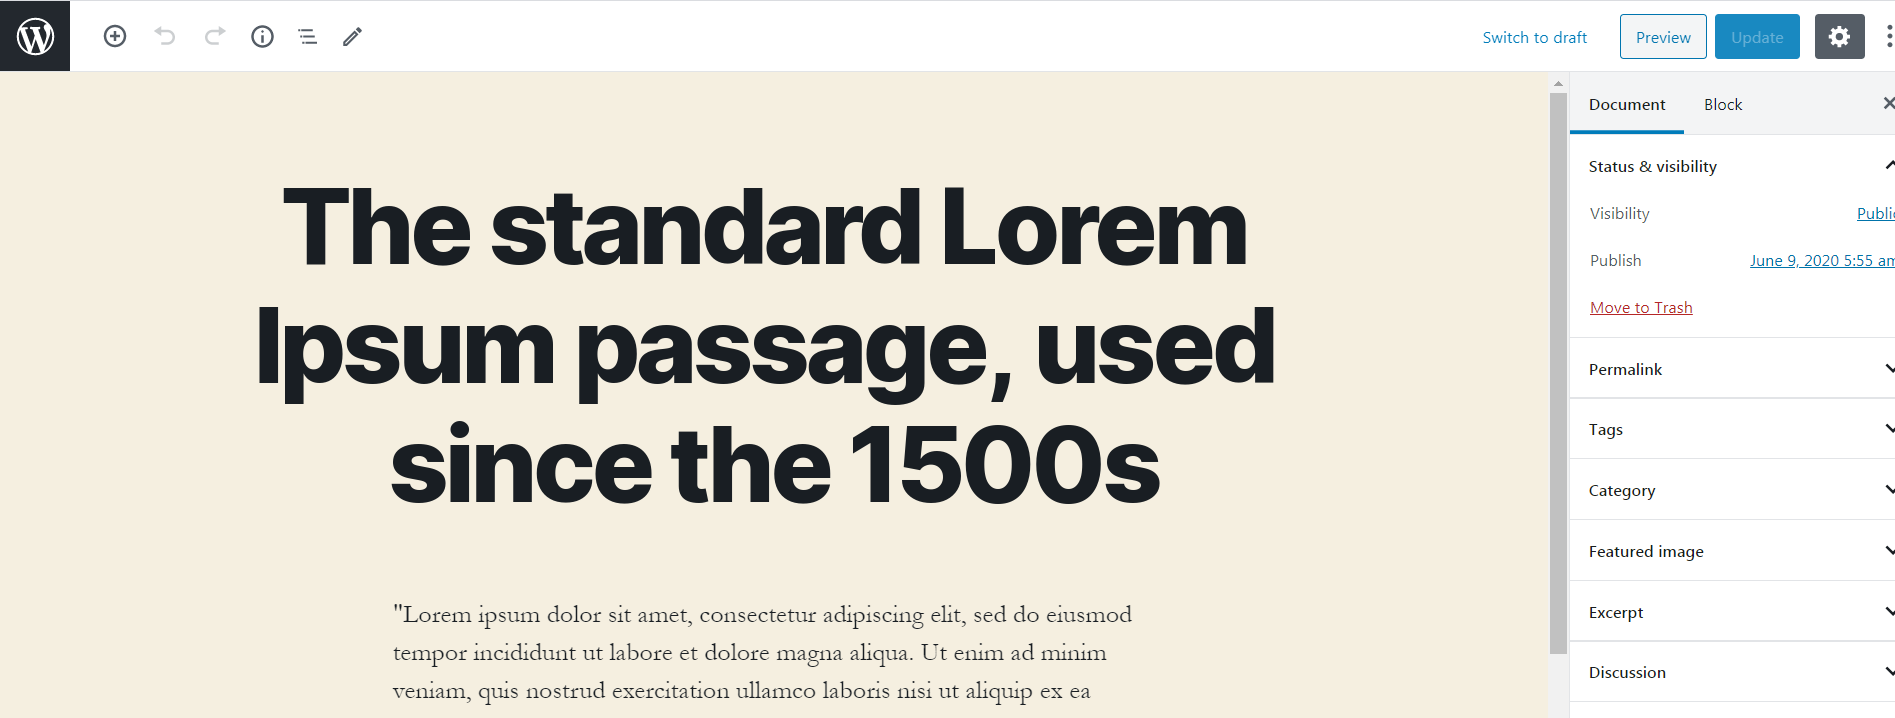 Switch to draft
Preview
Update
Document Block
The standard Lorem
Ipsum passage, used
since the 1500s
"Lorem ipsum dolor sit amet, consectetur adipiscing elit, sed do eiusmod
tempor incididunt ut labore et dolore magna aliqua. Ut enim ad minim
veniam, quis nostrud exercitation ullamco laboris nisi ut aliquip ex ea
Status & visibility
Visibility Public
Publish June 9, 2020 5:55 am
Move to Trash
Permalink
Tags
Category
Featured image
Excerpt
Discussion